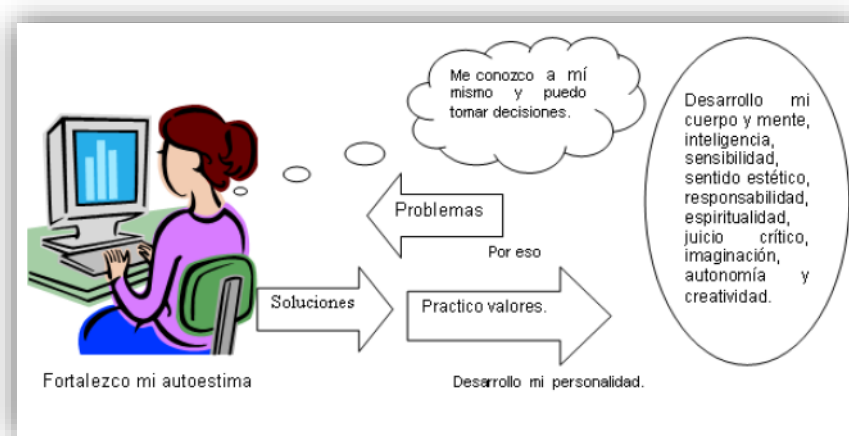 Me conozco a mí
mismo y puedo
tomar decisiones.
Desarrollo mi
cuerpo y mente,
inteligencia,
sensibilidad,
sentido estético,
responsabilidad,
espiritualidad,
juicio crítico,
imaginación,
autonomía y
creatividad.
Problemas
Por eso
Soluciones
Practico valores.
Fortalezco mi autoestima
Desarrollo mi personalidad.